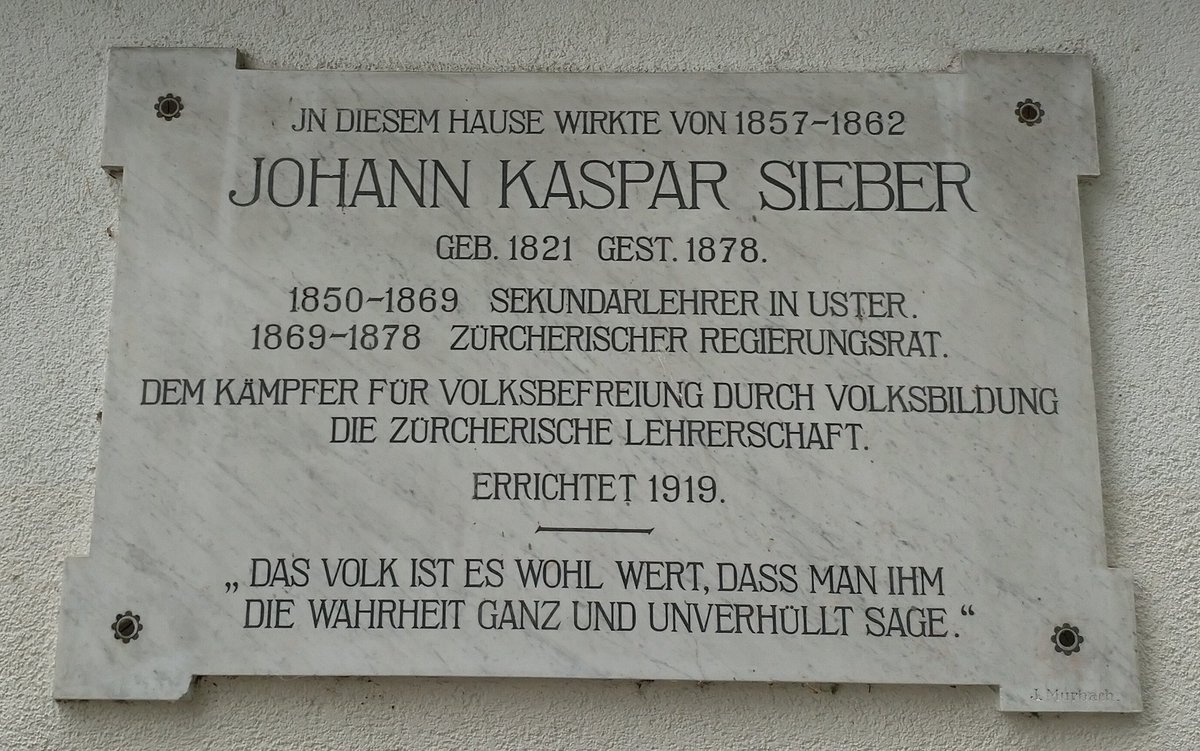 JN DIESEM HAUSE WIRKTE VON 1857-1862
JOHANN KASPAR SIEBER
GEB. 1821 GEST. 1878.
1850-1869 SEKUNDARLEHRER IN USTER.
1869-1878 ZÜRCHERISCHER REGIERUNGSRAT.
DEM KÄMPFER FÜR VOLKSBEFREIUNG DURCH VOLKSBILDUNG
DIE ZÜRCHERISCHE LEHRERSCHAFT.
ERRICHTET 1919.
„DAS VOLK IST ES WOHL WERT, DASS MAN IHM
DIE WAHRHEIT GANZ UND UNVERHÜLLT SAGE.“
J. Murbach.